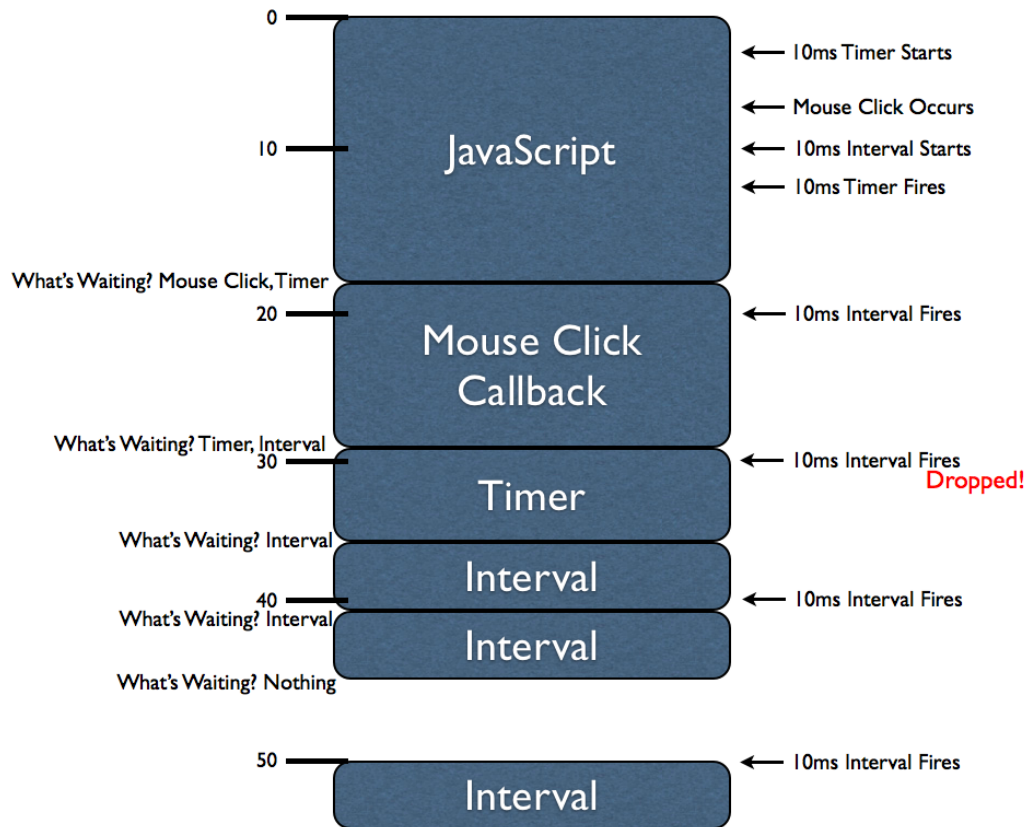 0
10ms Timer Starts
Mouse Click Occurs
10
JavaScript
10ms Interval Starts
10ms Timer Fires
What's Waiting? Mouse Click, Timer
20
10ms Interval Fires
Mouse Click
Callback
What's Waiting? Timer, Interval
30
10ms Interval Fires
Dropped!
Timer
What's Waiting? Interval
Interval
40
10ms Interval Fires
What's Waiting? Interval
Interval
What's Waiting? Nothing
50
10ms Interval Fires
Interval